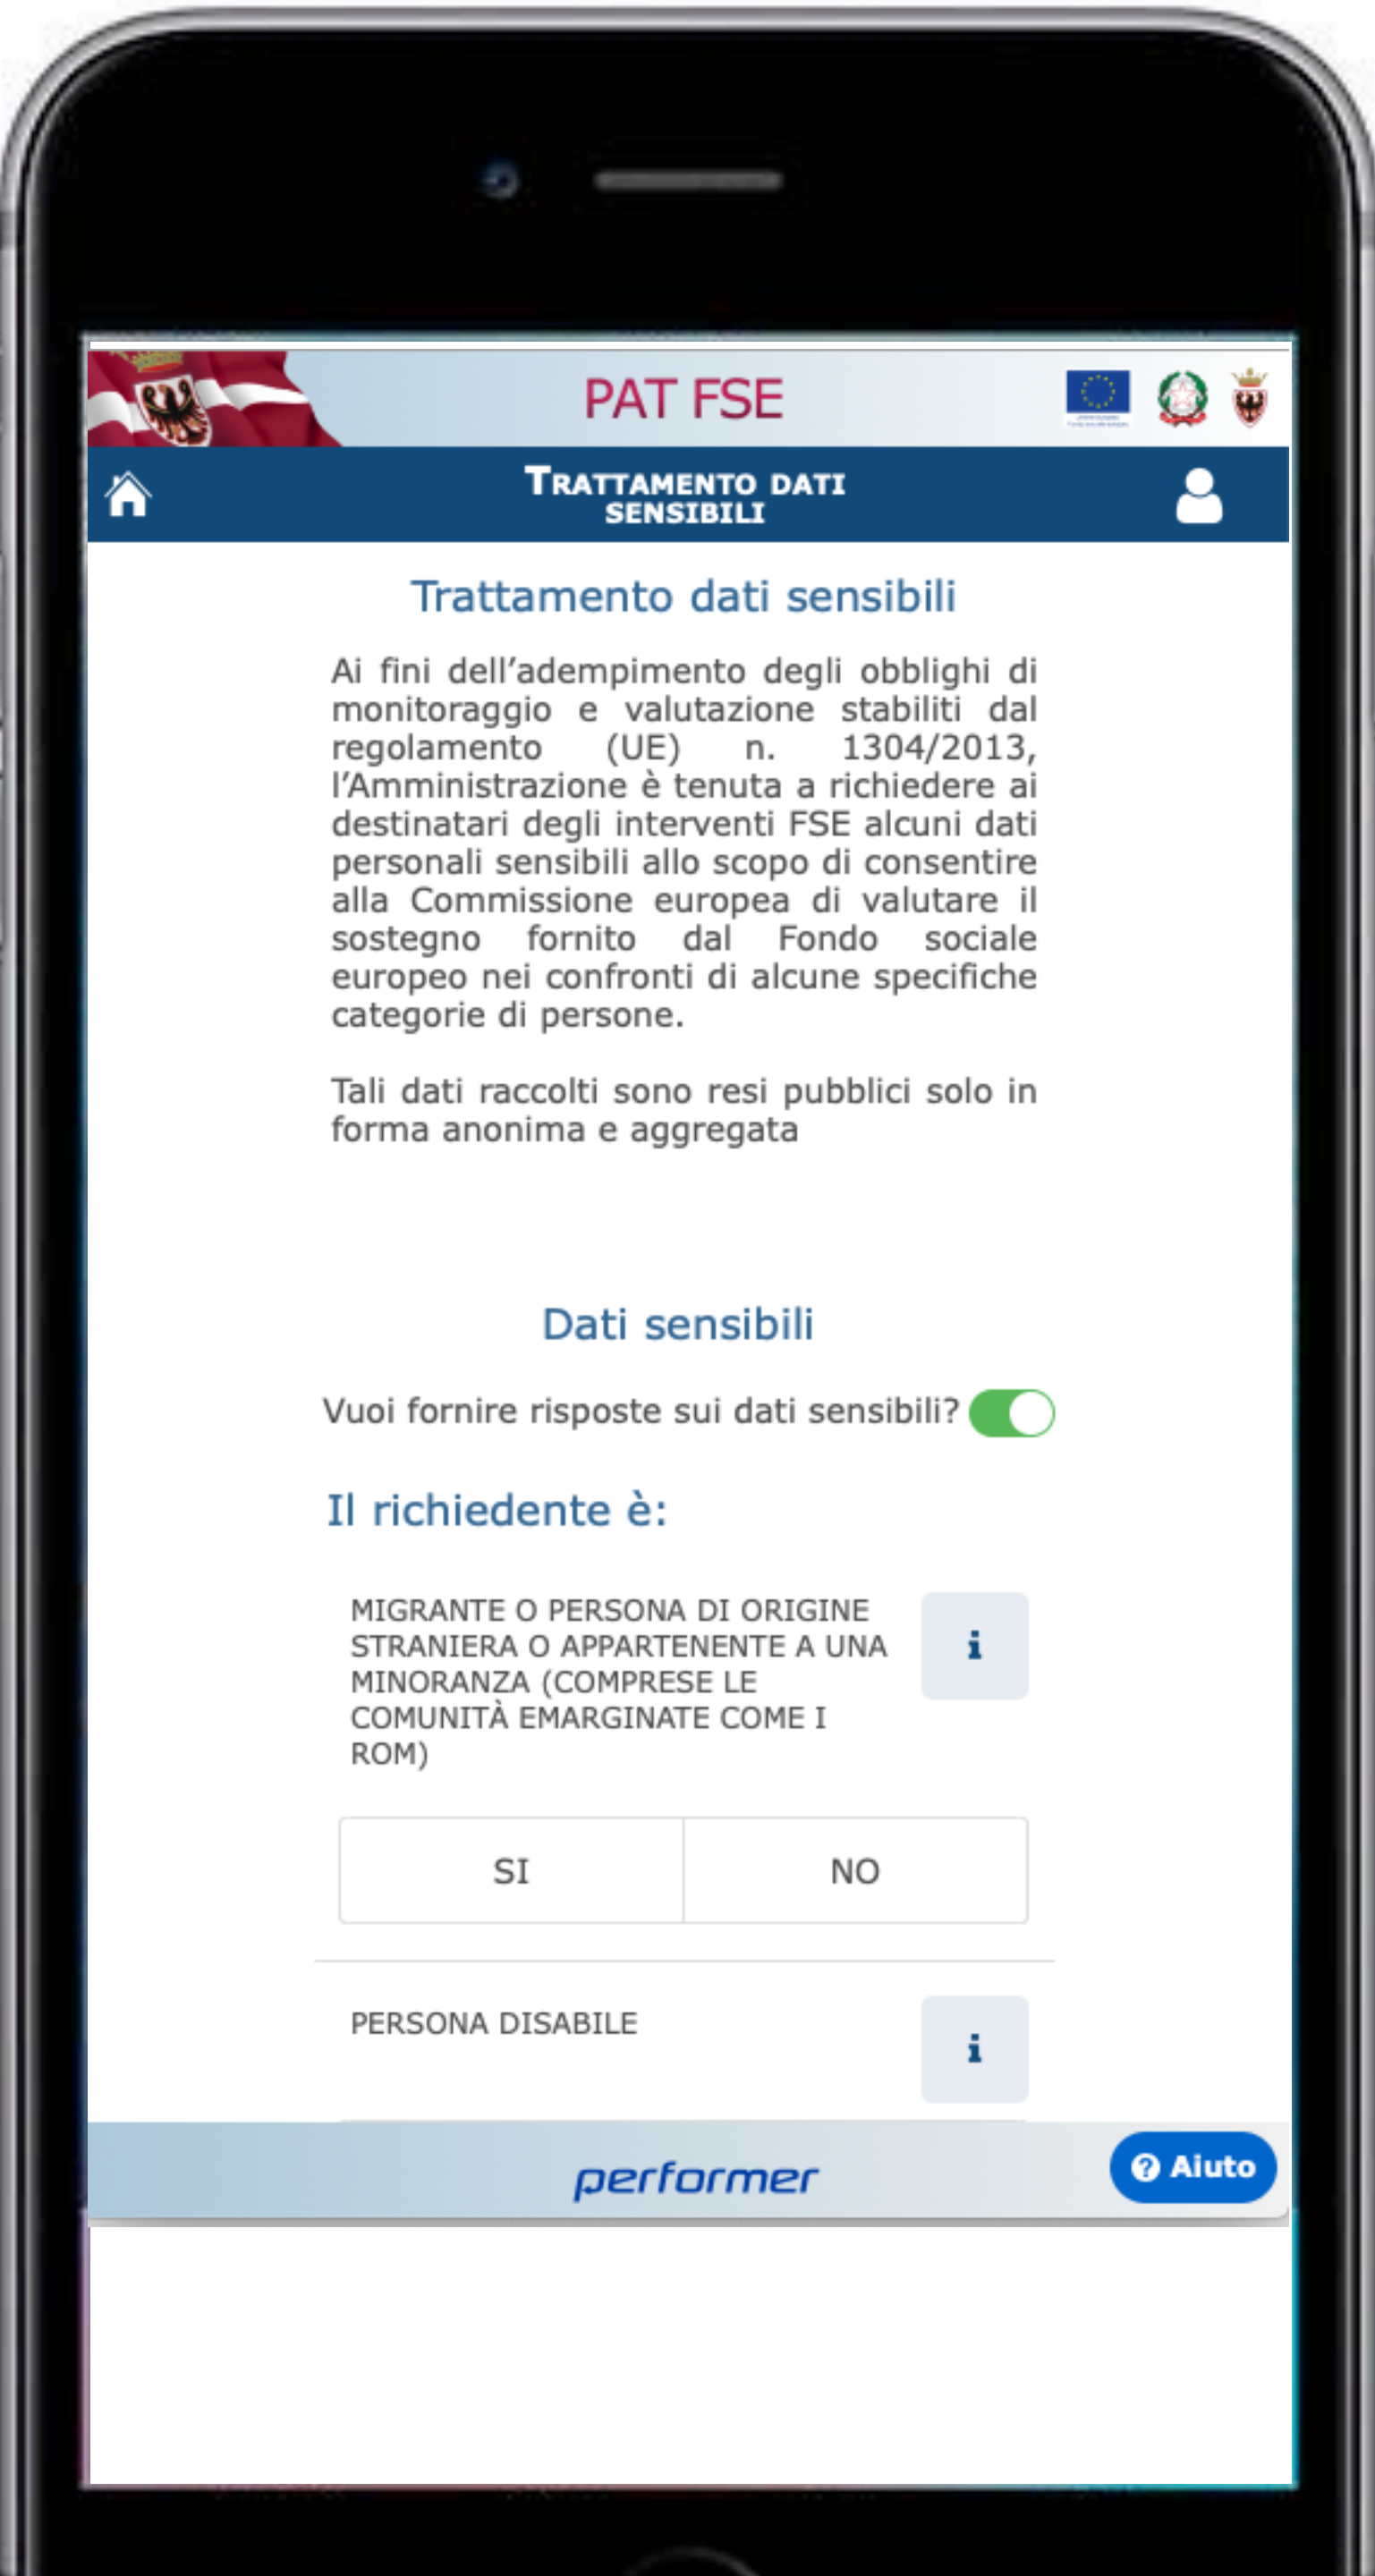 PAT FSE
TRATTAMENTO DATI
SENSIBILI
Trattamento dati sensibili
Ai fini dell'adempimento degli obblighi di
monitoraggio e valutazione stabiliti dal
regolamento (UE) n. 1304/2013,
l'Amministrazione è tenuta a richiedere ai
destinatari degli interventi FSE alcuni dati
personali sensibili allo scopo di consentire
alla Commissione europea di valutare il
sostegno fornito dal Fondo sociale
europeo nei confronti di alcune specifiche
categorie di persone.
Tali dati raccolti sono resi pubblici solo in
forma anonima e aggregata
Dati sensibili
Vuoi fornire risposte sui dati sensibili?
Il richiedente è:
MIGRANTE O PERSONA DI ORIGINE
STRANIERA O APPARTENENTE A UNA
MINORANZA (COMPRESE LE
COMUNITÀ EMARGINATE COME I
ROM)
i
SI NO
PERSONA DISABILE
i
performer
? Aiuto